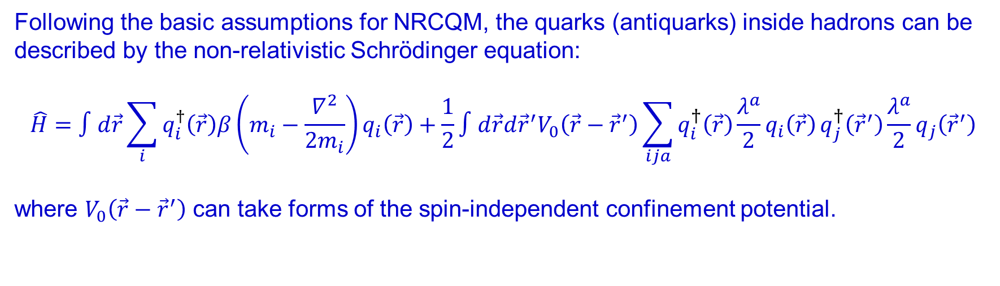 Following the basic assumptions for NRCQM, the quarks (antiquarks) inside hadrons can be
described by the non-relativistic Schrödinger equation:
$\hat{H} = \int d\vec{r} \sum_{i} q_i^\dagger(\vec{r}) \beta \left( m_i - \frac{\nabla^2}{2m_i} \right) q_i(\vec{r}) + \frac{1}{2} \int d\vec{r} d\vec{r}' V_0(\vec{r} - \vec{r}') \sum_{ija} q_i^\dagger(\vec{r}) \frac{\lambda^a}{2} q_i(\vec{r}) q_j^\dagger(\vec{r}') \frac{\lambda^a}{2} q_j(\vec{r}')$
where $V_0(\vec{r} - \vec{r}')$ can take forms of the spin-independent confinement potential.